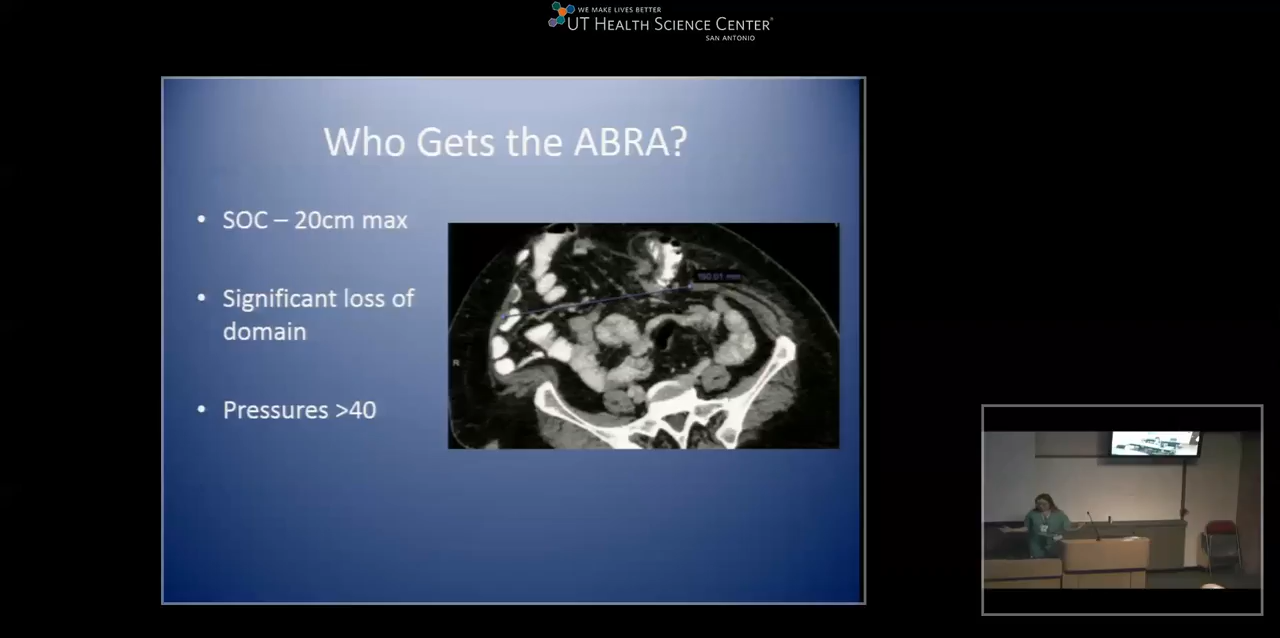 WE MAKE LIVES BETTER
UT HEALTH SCIENCE CENTER®
SAN ANTONIO
Who Gets the ABRA?
• SOC – 20cm max
• Significant loss of
domain
• Pressures >40
R